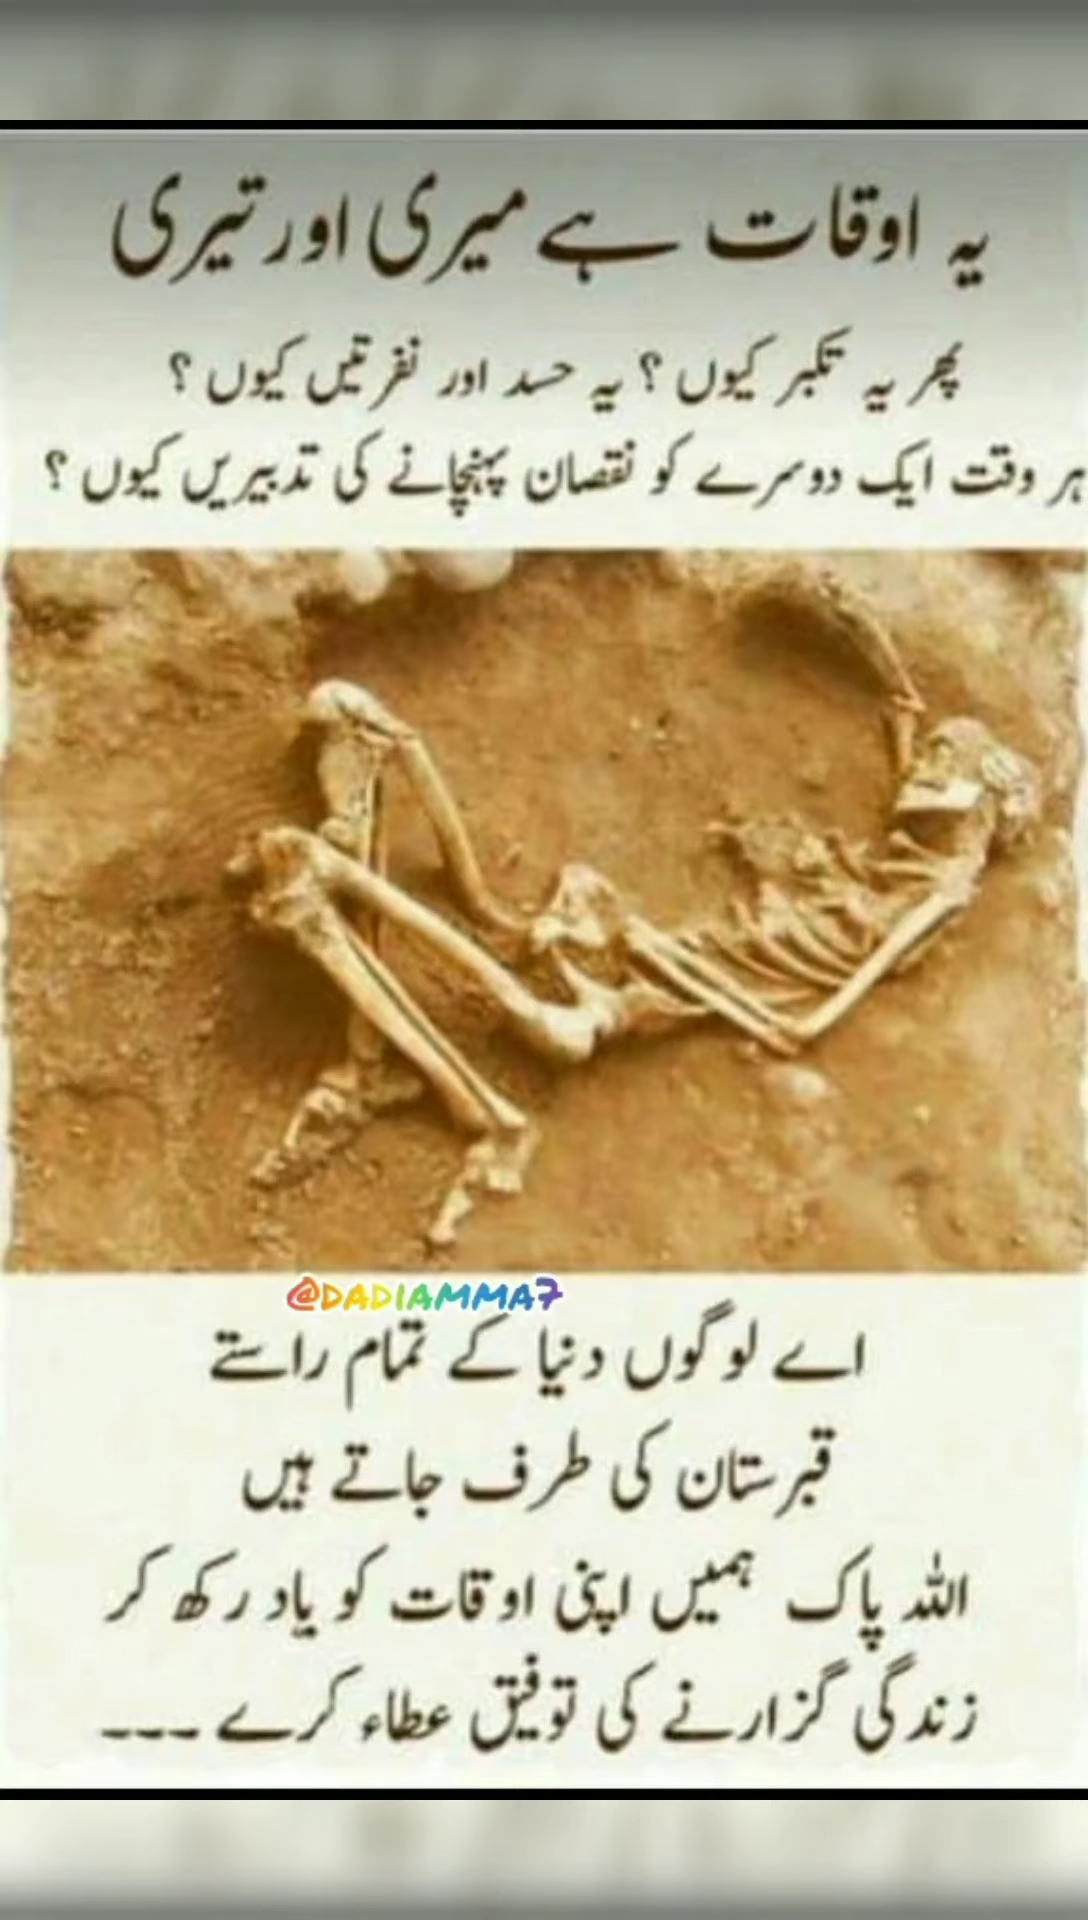 یہ اوقات ہے میری اور تیری
پھر یہ تکبر کیوں ؟ یہ حسد اور نفرتیں کیوں ؟
ہر وقت ایک دوسرے کو نقصان پہنچانے کی تدبیریں کیوں ؟
@DADIAMMA7
اے لوگوں دنیا کے تمام راستے
قبرستان کی طرف جاتے ہیں
اللہ پاک ہمیں اپنی اوقات کو یاد رکھ کر
زندگی گزارنے کی توفیق عطاء کرے ---